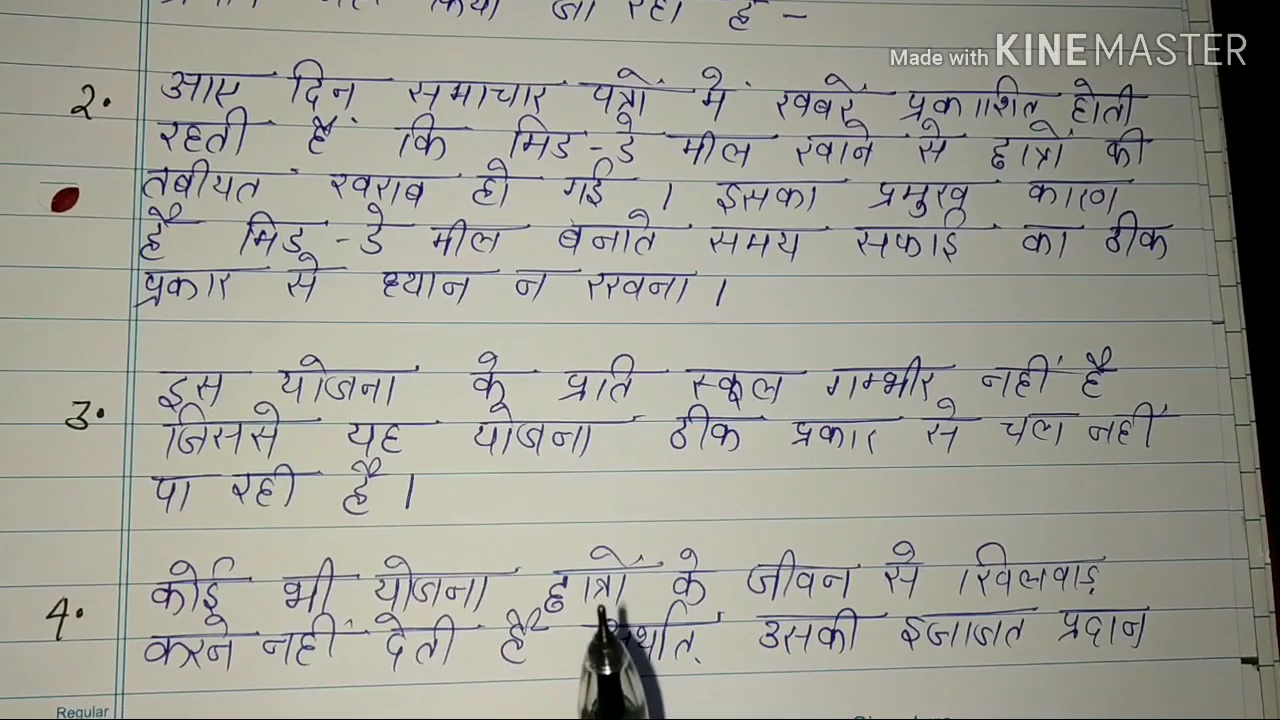 किया जा रहा है -
Made with KINEMASTER
2. आए दिन समाचार पत्रों में खबरें प्रकाशित होती
रहती हैं कि मिड-डे मील खाने से छात्रों की
तबीयत खराब हो गई । इसका प्रमुख कारण
है मिड-डे मील बनाते समय सफाई का ठीक
प्रकार से ध्यान न रखना ।
3. इस योजना के प्रति स्कूल गम्भीर नहीं है
जिससे यह योजना ठीक प्रकार से चल नहीं
पा रही है ।
4. कोई भी योजना छात्रों के जीवन से खिलवाड़
करने नहीं देती है उसकी इजाजत प्रदान
Regular